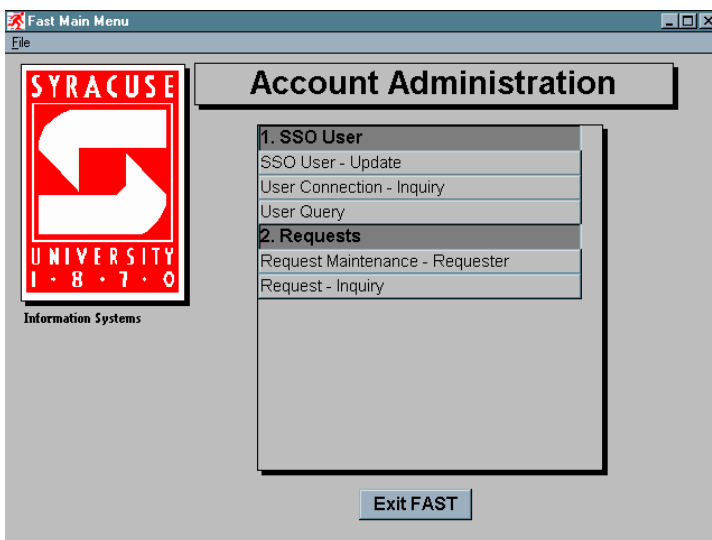 Fast Main Menu
File
SYRACUSE
UNIVERSITY
1 · 8 · 7 · 0
Information Systems
Account Administration
1. SSO User
SSO User - Update
User Connection - Inquiry
User Query
2. Requests
Request Maintenance - Requester
Request - Inquiry
Exit FAST